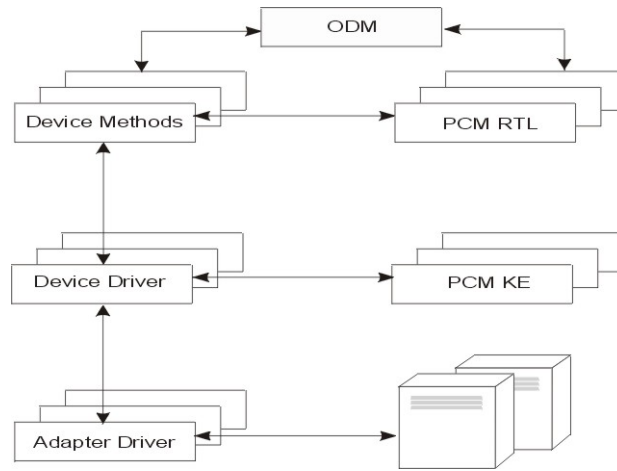 ODM
Device Methods
PCM RTL
Device Driver
PCM KE
Adapter Driver